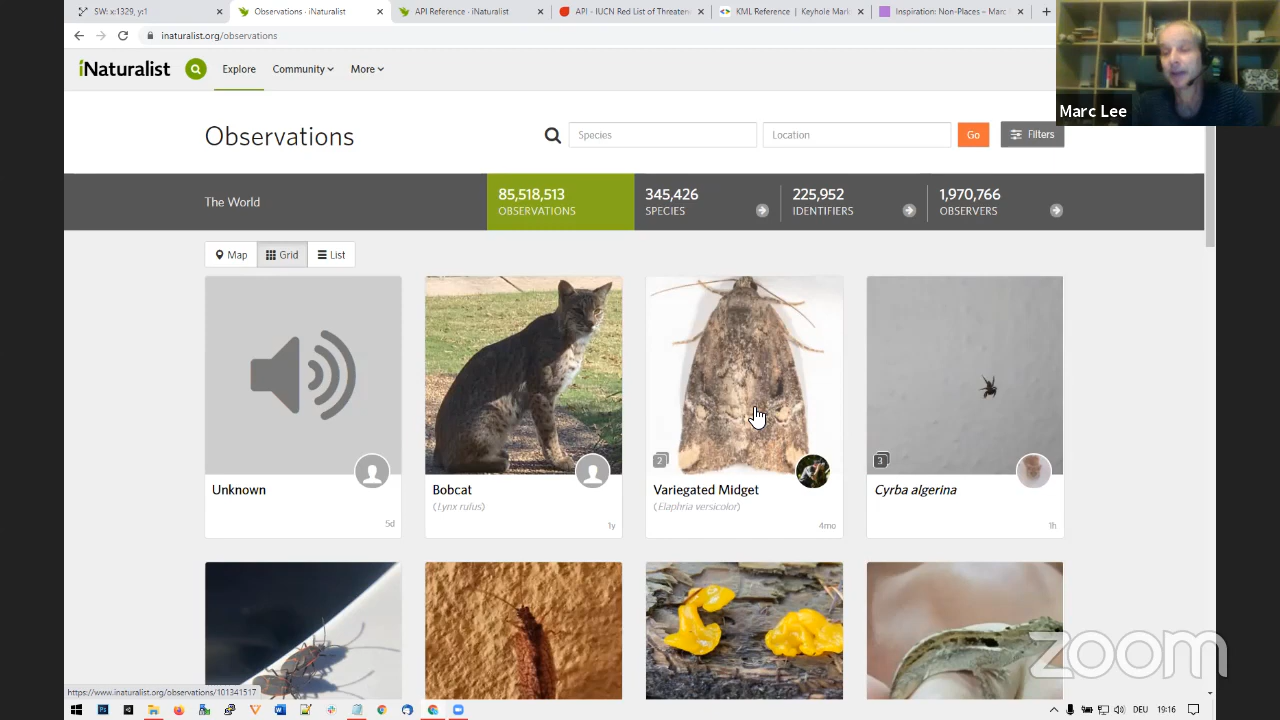 SW: x:1329, y:1
Observations · iNaturalist
API Reference · iNaturalist
API - IUCN Red List of Threaten
KML Reference | Keyhole Mark
Inspiration: Non-Places – Marc
inaturalist.org/observations
iNaturalist
Explore
Community
More
Marc Lee
Observations
Species
Location
Go
Filters
The World
85,518,513
OBSERVATIONS
345,426
SPECIES
225,952
IDENTIFIERS
1,970,766
OBSERVERS
Map
Grid
List
2
3
Unknown
5d
Bobcat
(Lynx rufus)
1y
Variegated Midget
(Elaphria versicolor)
4mo
Cyrba algerina
1h
zoom
https://www.inaturalist.org/observations/101341517
DEU
19:16